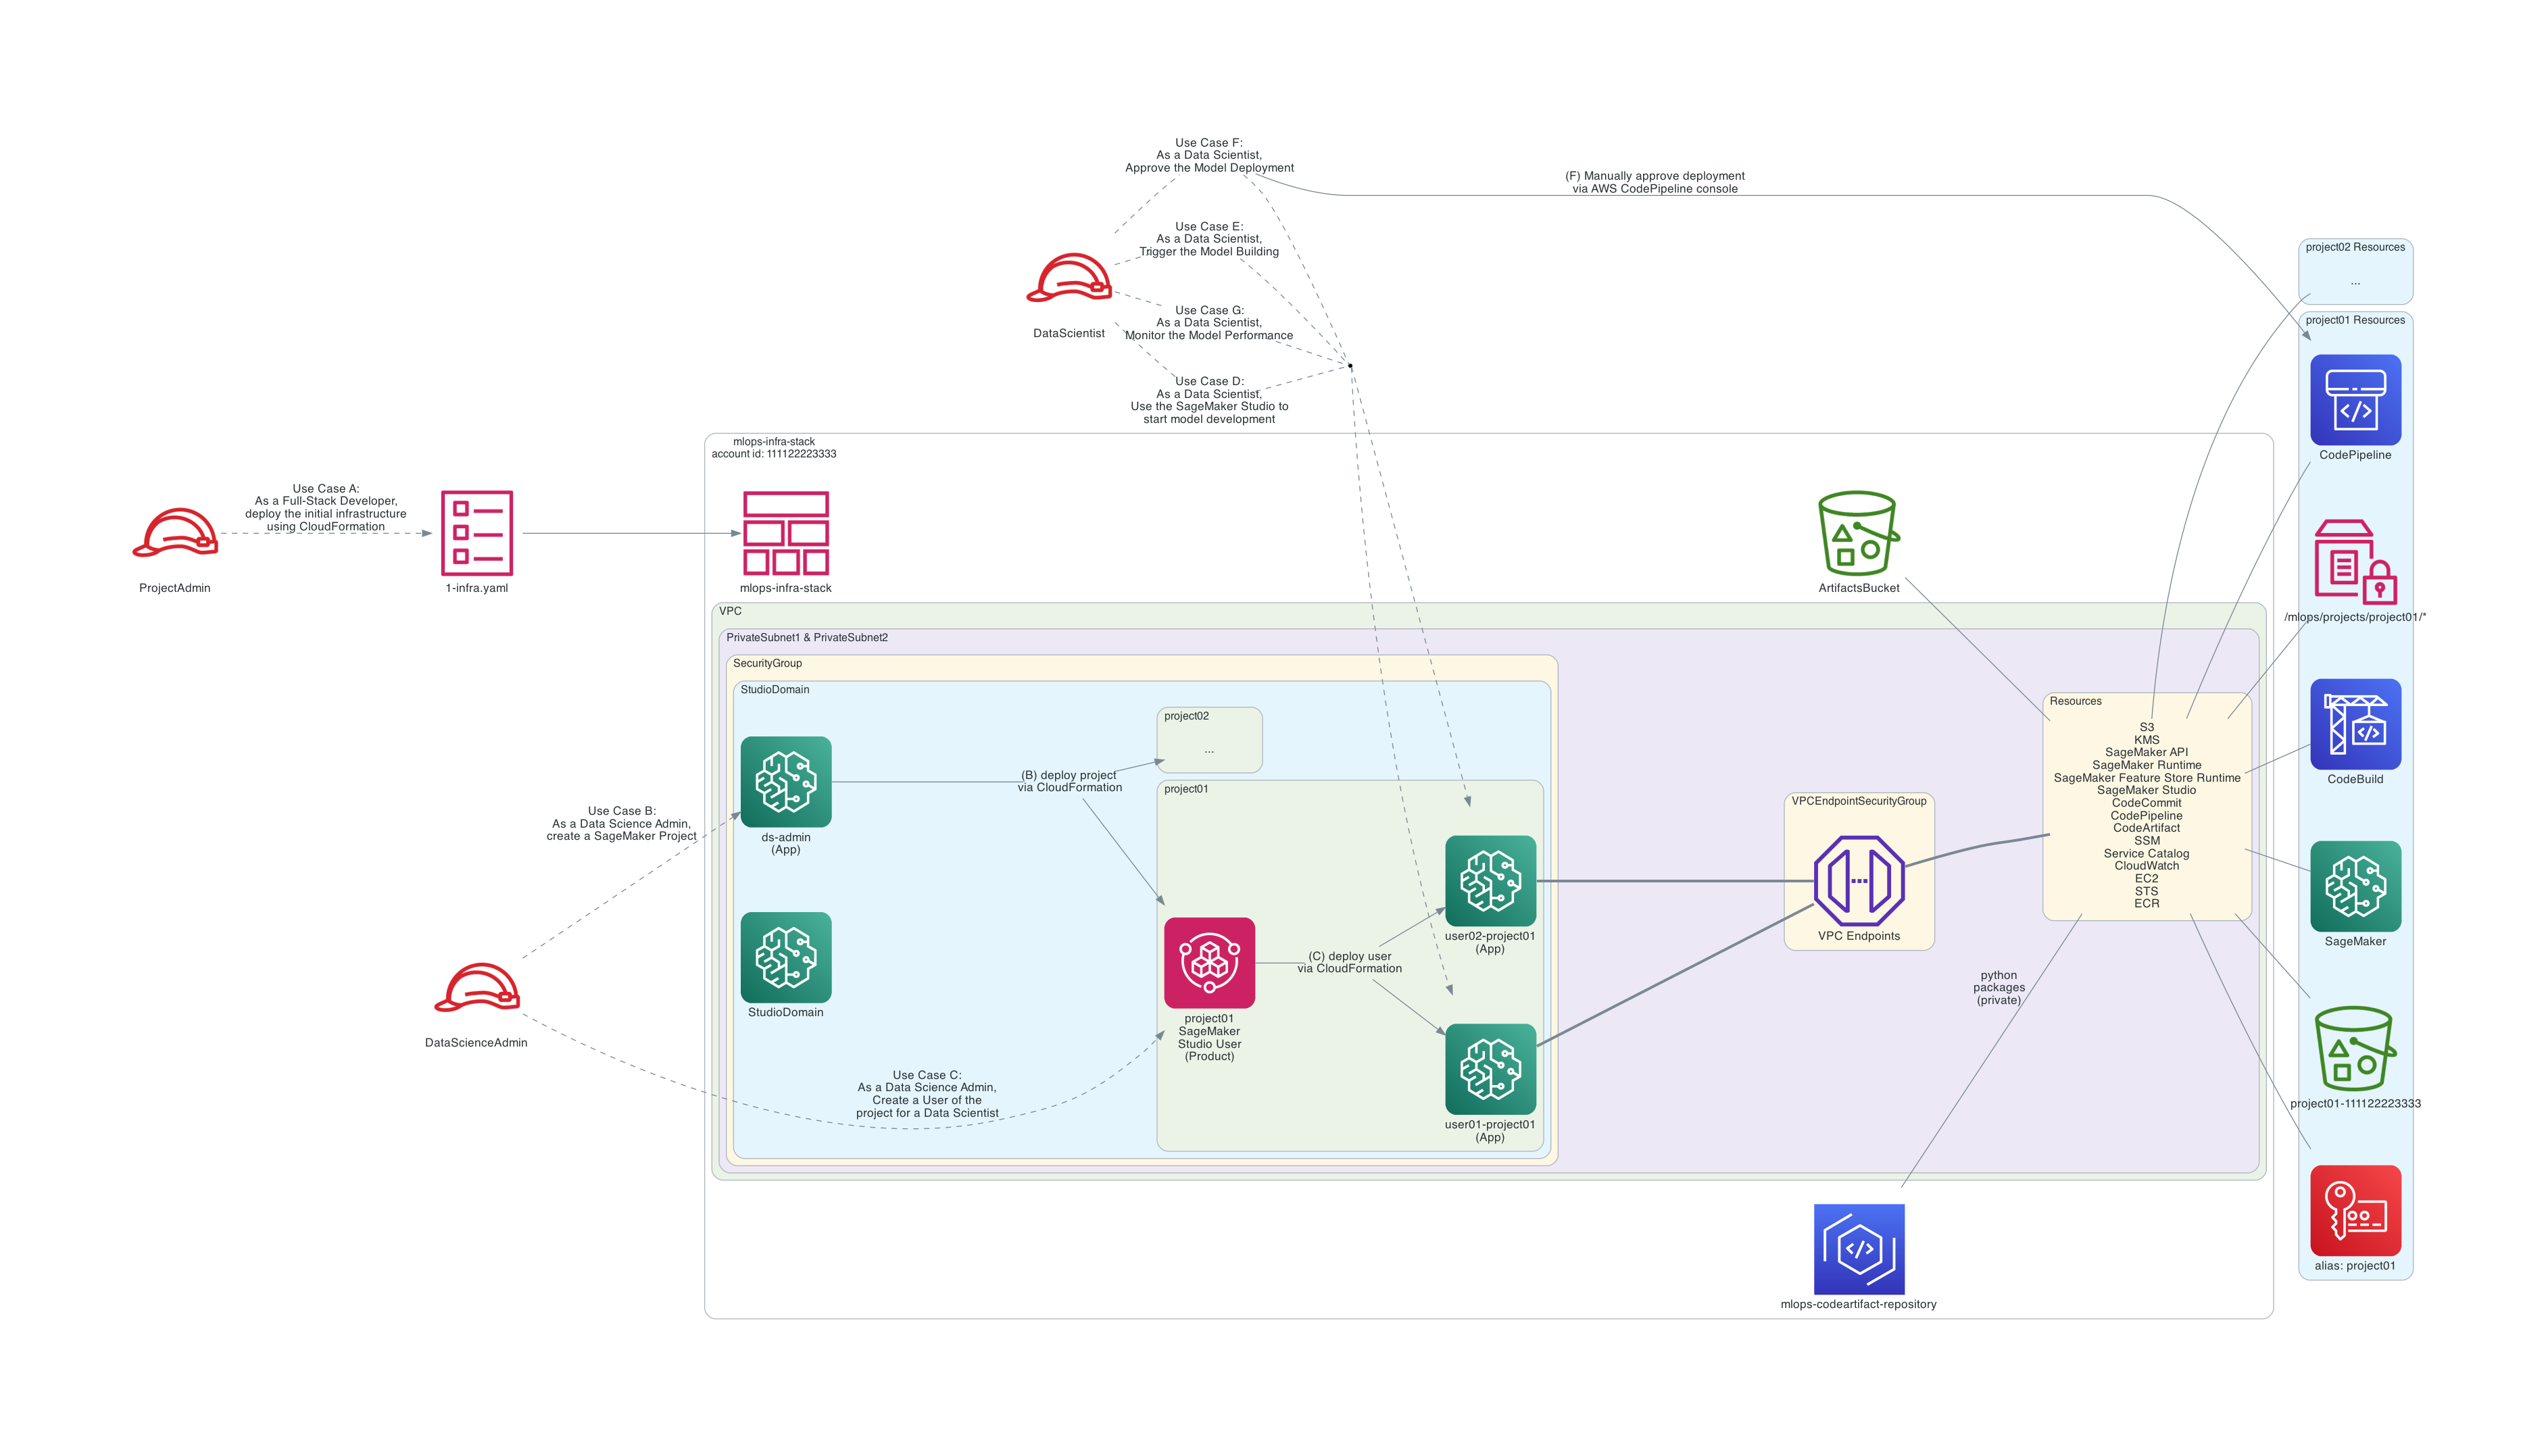 Use Case F:
As a Data Scientist,
Approve the Model Deployment
(F) Manually approve deployment
via AWS CodePipeline console
Use Case E:
As a Data Scientist,
Trigger the Model Building
DataScientist
Use Case G:
As a Data Scientist,
Monitor the Model Performance
Use Case D:
As a Data Scientist,
Use the SageMaker Studio to
start model development
project02 Resources
...
project01 Resources
CodePipeline
/mlops/projects/project01/*
CodeBuild
SageMaker
project01-111122223333
alias: project01
ProjectAdmin
Use Case A:
As a Full-Stack Developer,
deploy the initial infrastructure
using CloudFormation
1-infra.yaml
mlops-infra-stack
account id: 111122223333
mlops-infra-stack
ArtifactsBucket
VPC
PrivateSubnet1 & PrivateSubnet2
SecurityGroup
StudioDomain
project02
...
(B) deploy project
via CloudFormation
project01
ds-admin
(App)
StudioDomain
Use Case B:
As a Data Science Admin,
create a SageMaker Project
DataScienceAdmin
Use Case C:
As a Data Science Admin,
Create a User of the
project for a Data Scientist
project01
SageMaker
Studio User
(Product)
(C) deploy user
via CloudFormation
user02-project01
(App)
user01-project01
(App)
VPCEndpointSecurityGroup
VPC Endpoints
Resources
S3
KMS
SageMaker API
SageMaker Runtime
SageMaker Feature Store Runtime
SageMaker Studio
CodeCommit
CodePipeline
CodeArtifact
SSM
Service Catalog
CloudWatch
EC2
STS
ECR
python
packages
(private)
mlops-codeartifact-repository